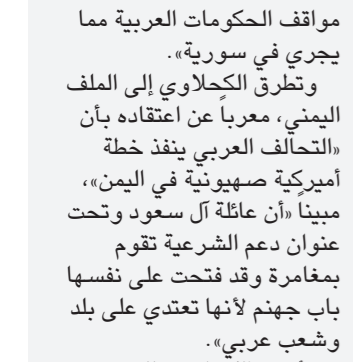 مواقف الحكومات العربية مما
يجري في سورية».
وتطرق الكحلاوي إلى الملف
اليمني، معرباً عن اعتقاده بأن
«التحالف العربي ينفذ خطة
أميركية صهيونية في اليمن»،
مبيناً «أن عائلة آل سعود وتحت
عنوان دعم الشرعية تقوم
بمغامرة وقد فتحت على نفسها
باب جهنم لأنها تعتدي على بلد
وشعب عربي».